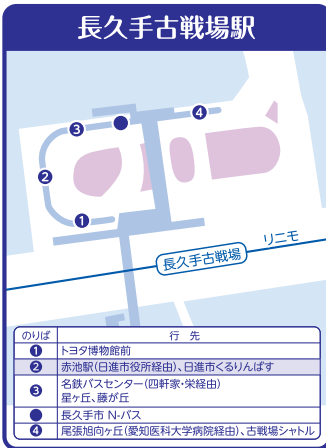 長久手古戦場駅
4
3
2
1
リニモ
長久手古戦場
のりば 行先
1 トヨタ博物館前
2 赤池駅(日進市役所経由)、日進市くるりんばす
3 名鉄バスセンター(四軒家・栄経由)
星ヶ丘、藤が丘
● 長久手市 N-バス
4 尾張旭向ヶ丘(愛知医科大学病院経由)、古戦場シャトル